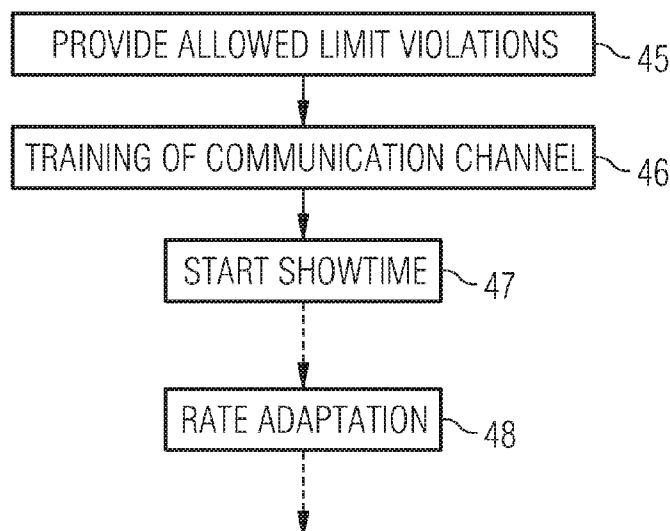 PROVIDE ALLOWED LIMIT VIOLATIONS 45
TRAINING OF COMMUNICATION CHANNEL 46
START SHOWTIME 47
RATE ADAPTATION 48